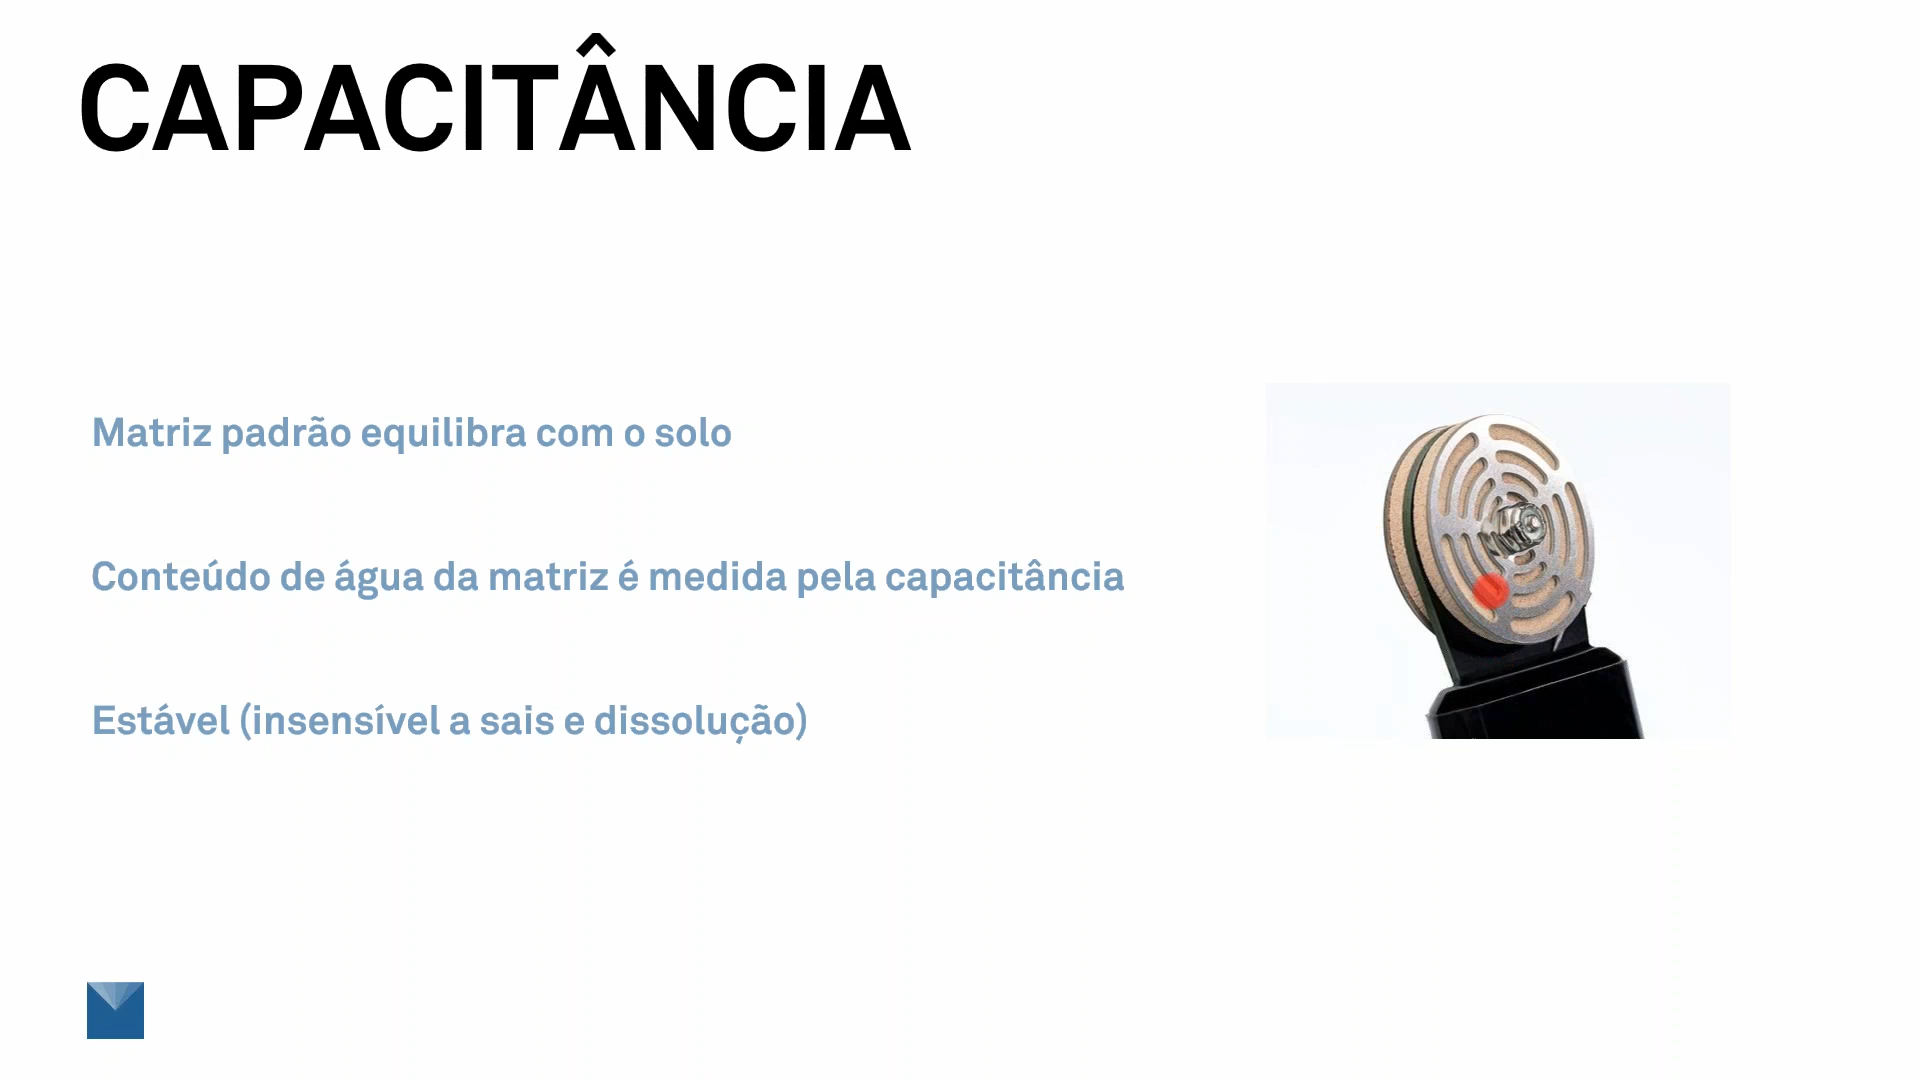 CAPACITÂNCIA
Matriz padrão equilibra com o solo
Conteúdo de água da matriz é medida pela capacitância
Estável (insensível a sais e dissolução)